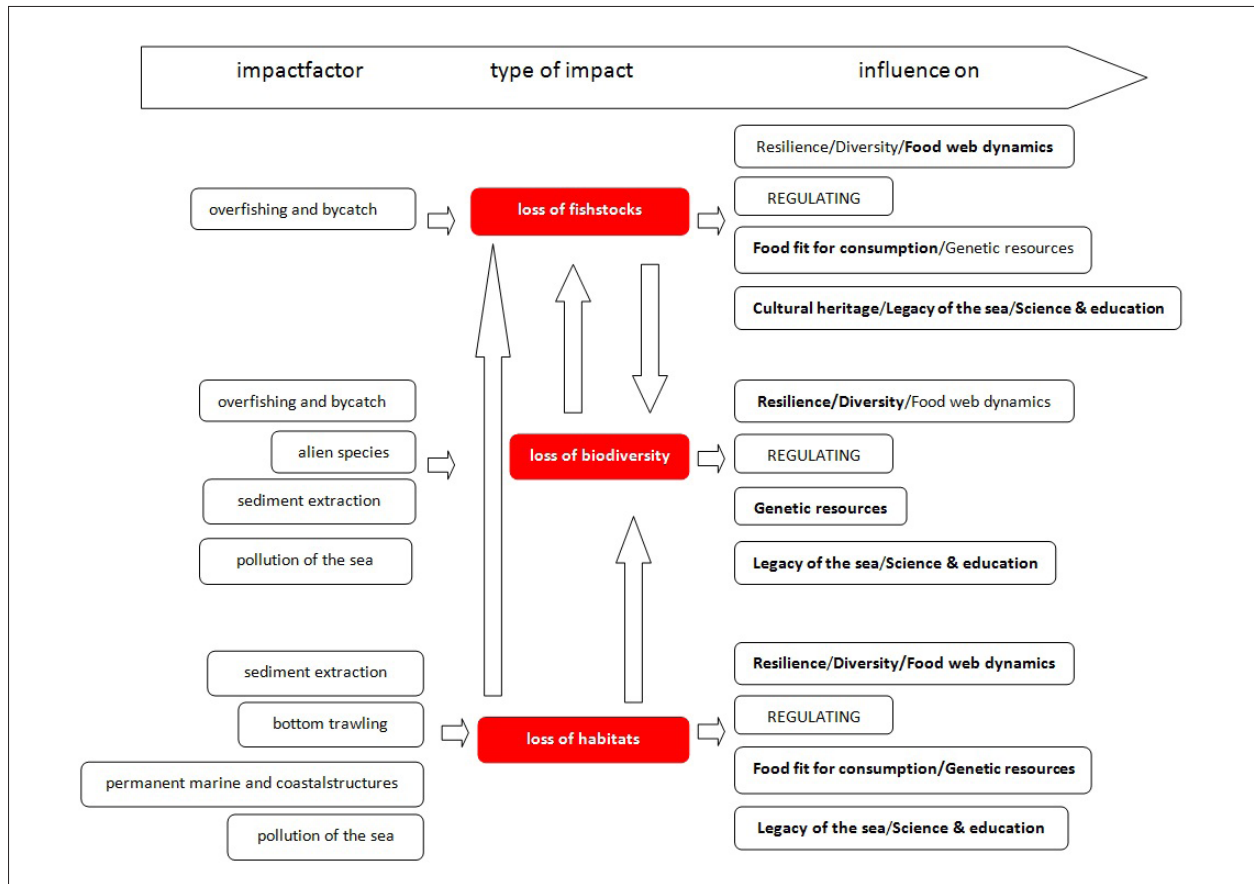 impactfactor type of impact influence on
Resilience/Diversity/Food web dynamics
overfishing and bycatch
loss of fishstocks
REGULATING
Food fit for consumption/Genetic resources
Cultural heritage/Legacy of the sea/Science & education
overfishing and bycatch
alien species
sediment extraction
pollution of the sea
loss of biodiversity
Resilience/Diversity/Food web dynamics
REGULATING
Genetic resources
Legacy of the sea/Science & education
sediment extraction
bottom trawling
permanent marine and coastalstructures
pollution of the sea
loss of habitats
Resilience/Diversity/Food web dynamics
REGULATING
Food fit for consumption/Genetic resources
Legacy of the sea/Science & education